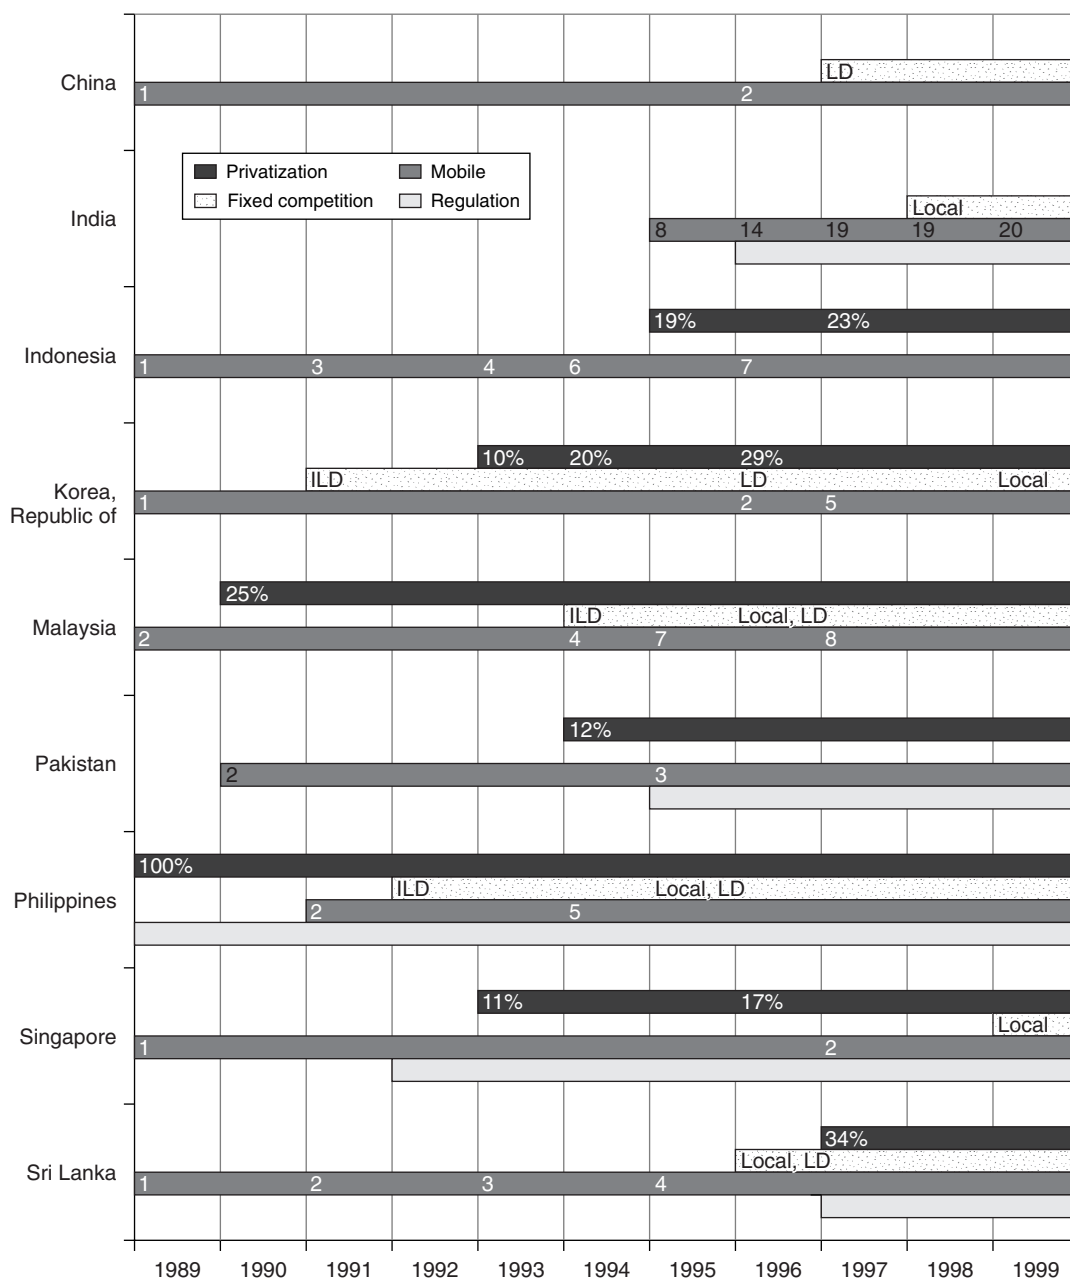 LD
China
1 2
Privatization Mobile
Fixed competition Regulation
Local
India
8 14 19 19 20
19% 23%
Indonesia
1 3 4 6 7
10% 20% 29%
ILD LD Local
Korea,
Republic of
1 2 5
25%
ILD Local, LD
Malaysia
2 4 7 8
12%
Pakistan
2 3
100%
ILD Local, LD
Philippines
2 5
11% 17%
Local
Singapore
1 2
34%
Local, LD
Sri Lanka
1 2 3 4
1989 1990 1991 1992 1993 1994 1995 1996 1997 1998 1999